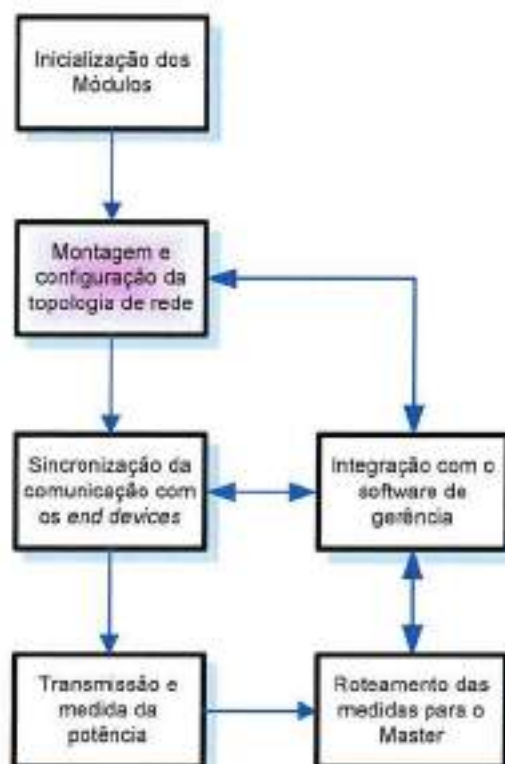 Inicialização dos
Módulos
Montagem e
configuração da
topologia de rede
Sincronização da
comunicação com
os end devices
Integração com o
software de
gerência
Transmissão e
medida da
potência
Roteamento das
medidas para o
Master